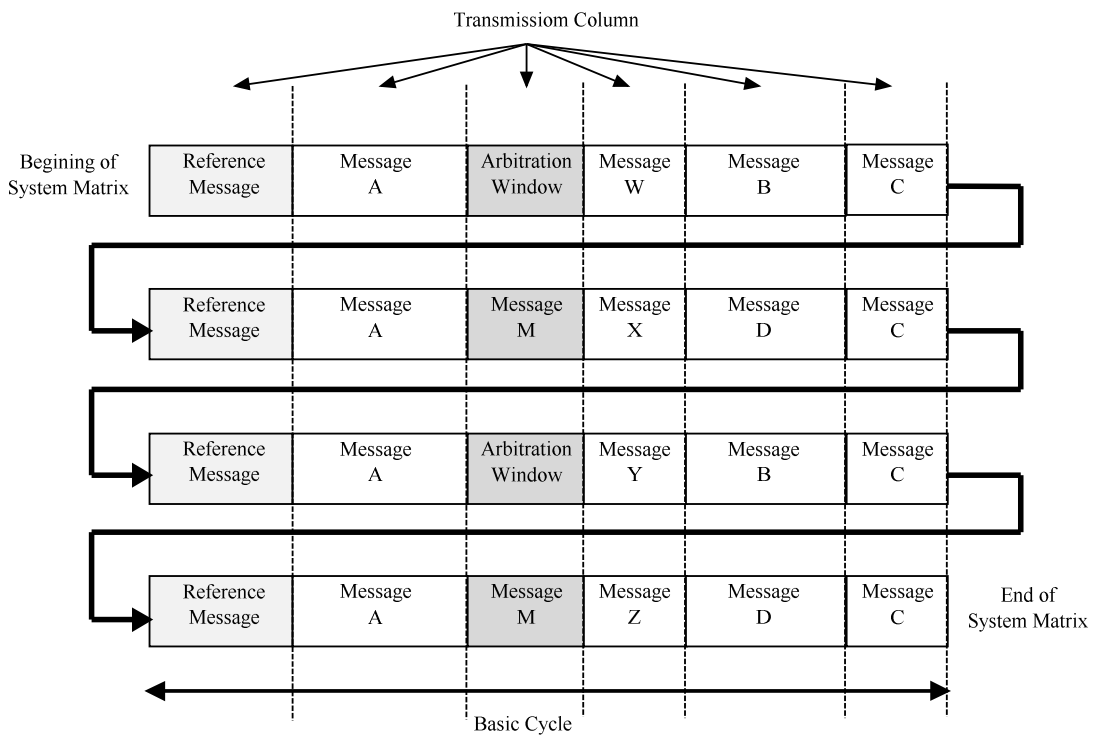 Transmissiom Column
Begining of
System Matrix
Reference
Message
Message
A
Arbitration
Window
Message
W
Message
B
Message
C
Reference
Message
Message
A
Message
M
Message
X
Message
D
Message
C
Reference
Message
Message
A
Arbitration
Window
Message
Y
Message
B
Message
C
Reference
Message
Message
A
Message
M
Message
Z
Message
D
Message
C
End of
System Matrix
Basic Cycle